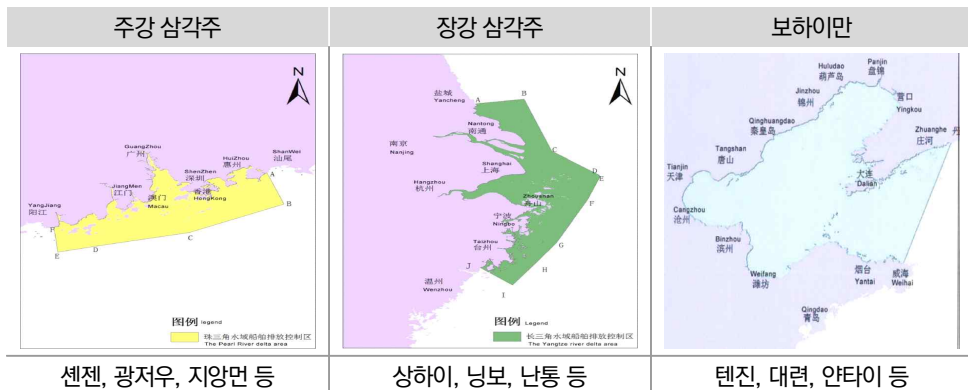 주강 삼각주
장강 삼각주
보하이만
N
GuangZhou
广州
HuiZhou
惠州
ShanWei
汕尾
ShenZhen
深圳
JiangMen
江门
香港
HongKong
澳门
Macau
YangJiang
阳江
A
B
C
D
E
F
图例 legend
珠三角水域船舶排放控制区
The Pearl River delta area
N
盐城
Yancheng
A
B
Nantong
南通
南京
Nanjing
C
Shanghai
上海
Hangzhou
杭州
D
E
Zhoushan
舟山
F
宁波
Ningbo
Taizhou
台州
G
J
H
温州
Wenzhou
I
图例 Legend
长三角水域船舶排放控制区
The Yangtze river delta area
Huludao
葫芦岛
Panjin
盘锦
Jinzhou
锦州
营口
Yingkou
Qinghuangdao
秦皇岛
Zhuanghe
庄河
丹
Tangshan
唐山
Tianjin
天津
大连
Dalian
Cangzhou
沧州
Binzhou
滨州
Weifang
潍坊
烟台
Yantai
威海
Weihai
Qingdao
青岛
셴젠, 광저우, 지앙먼 등
상하이, 닝보, 난통 등
텐진, 대련, 얀타이 등